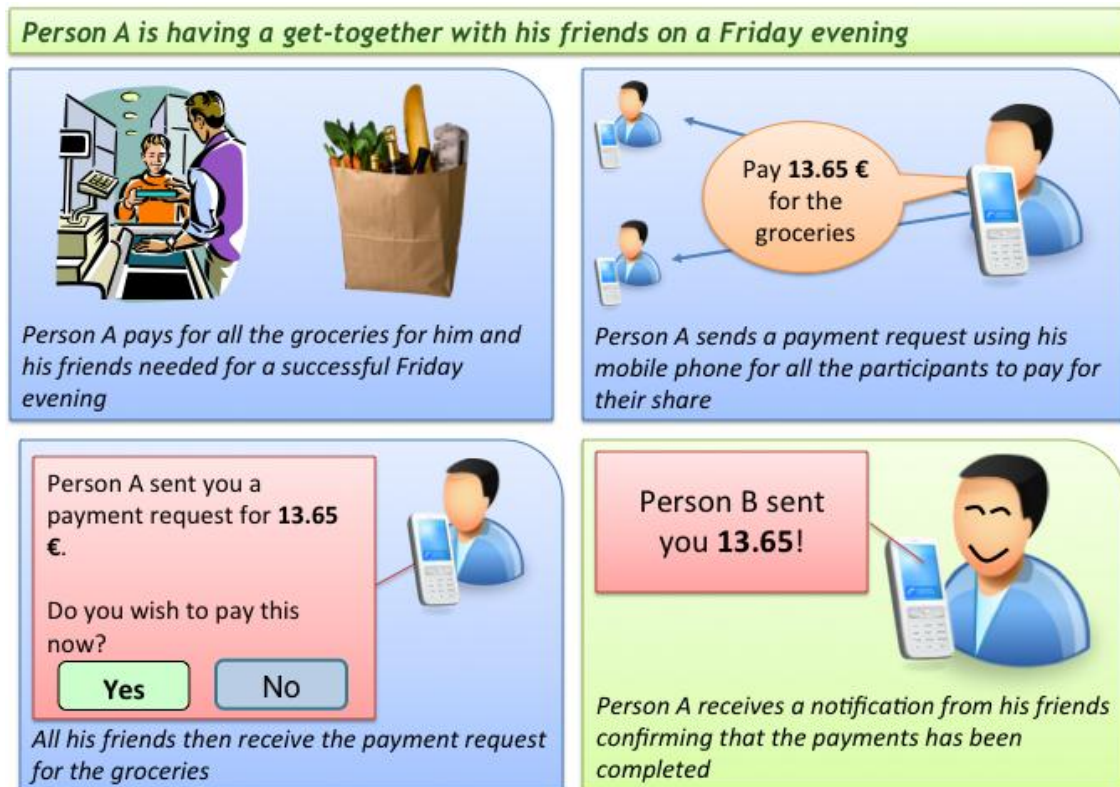 Person A is having a get-together with his friends on a Friday evening
Person A pays for all the groceries for him and
his friends needed for a successful Friday
evening
Pay 13.65 €
for the
groceries
Person A sends a payment request using his
mobile phone for all the participants to pay for
their share
Person A sent you a
payment request for 13.65
€.
Do you wish to pay this
now?
Yes
No
All his friends then receive the payment request
for the groceries
Person B sent
you 13.65!
Person A receives a notification from his friends
confirming that the payments has been
completed